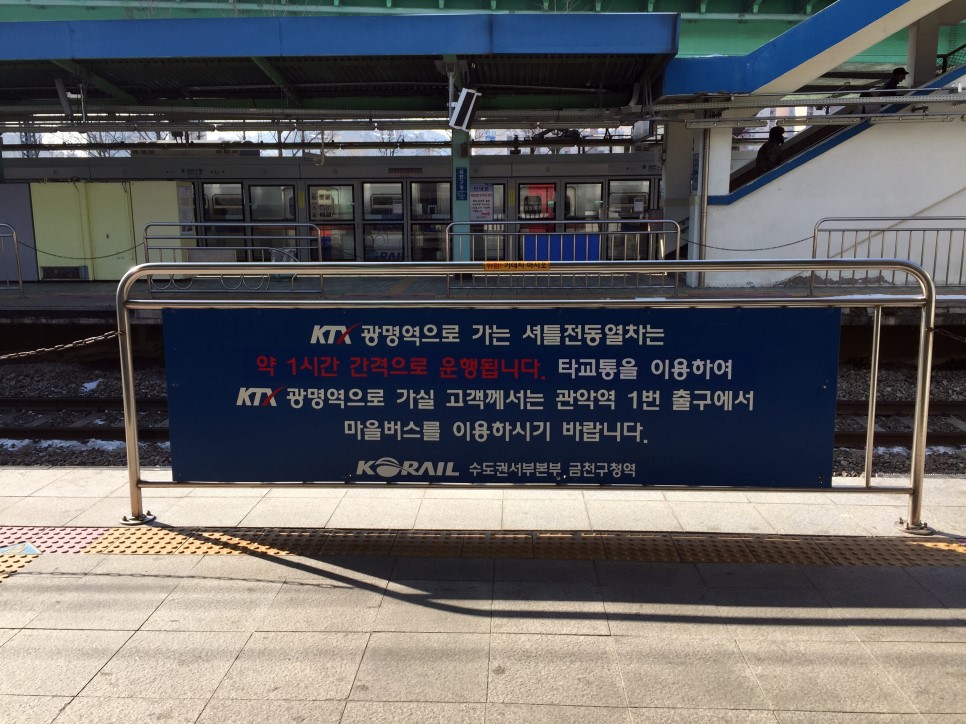 KTX 광명역으로 가는 셔틀전동열차는
약 1시간 간격으로 운행됩니다. 타교통을 이용하여
KTX 광명역으로 가실 고객께서는 관악역 1번 출구에서
마을버스를 이용하시기 바랍니다.
KORAIL 수도권서부본부 금천구청역